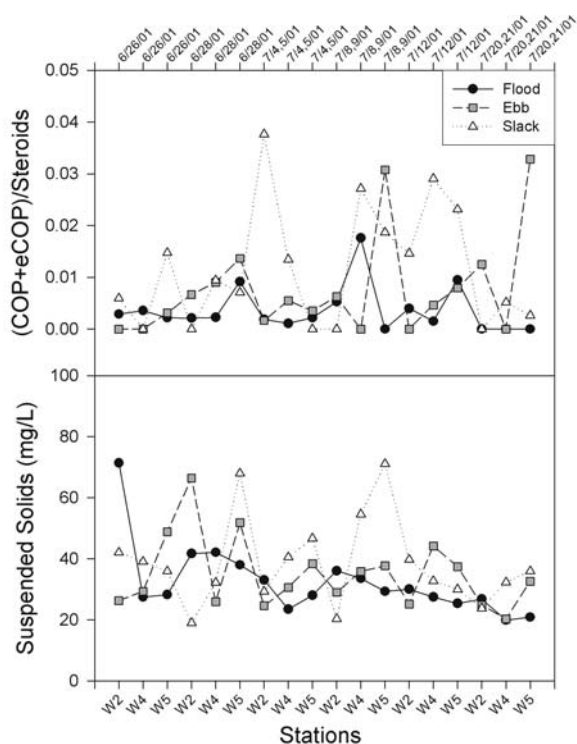 6/26/01 6/26/01 6/26/01 6/28/01 6/28/01 6/28/01 7/4,5/01 7/4,5/01 7/4,5/01 7/8,9/01 7/8,9/01 7/8,9/01 7/12/01 7/12/01 7/12/01 7/20,21/01 7/20,21/01 7/20,21/01
0.05
0.04
0.03
0.02
0.01
0.00
(COP+eCOP)/Steroids
Flood
Ebb
Slack
100
80
60
40
20
0
Suspended Solids (mg/L)
W2 W4 W5 W2 W4 W5 W2 W4 W5 W2 W4 W5 W2 W4 W5 W2 W4 W5
Stations